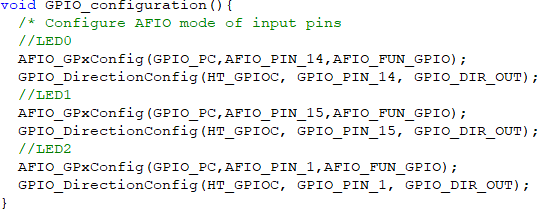 void GPIO_configuration(){
/* Configure AFIO mode of input pins
//LED0
AFIO_GPxConfig(GPIO_PC,AFIO_PIN_14,AFIO_FUN_GPIO);
GPIO_DirectionConfig(HT_GPIOC, GPIO_PIN_14, GPIO_DIR_OUT);
//LED1
AFIO_GPxConfig(GPIO_PC,AFIO_PIN_15,AFIO_FUN_GPIO);
GPIO_DirectionConfig(HT_GPIOC, GPIO_PIN_15, GPIO_DIR_OUT);
//LED2
AFIO_GPxConfig(GPIO_PC,AFIO_PIN_1,AFIO_FUN_GPIO);
GPIO_DirectionConfig(HT_GPIOC, GPIO_PIN_1, GPIO_DIR_OUT);
}